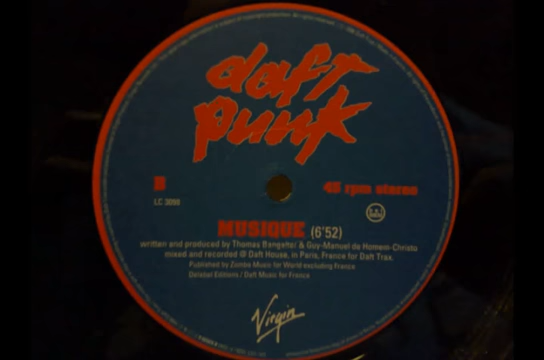 daft
punk
B
45 rpm stereo
LC 3098
MUSIQUE (6'52)
written and produced by Thomas Bangalter & Guy-Manuel de Homem-Christo
mixed and recorded @ Daft House, in Paris, France for Daft Trax.
Published by Zomba Music for World excluding France
Delabel Editions / Daft Music for France
Virgin